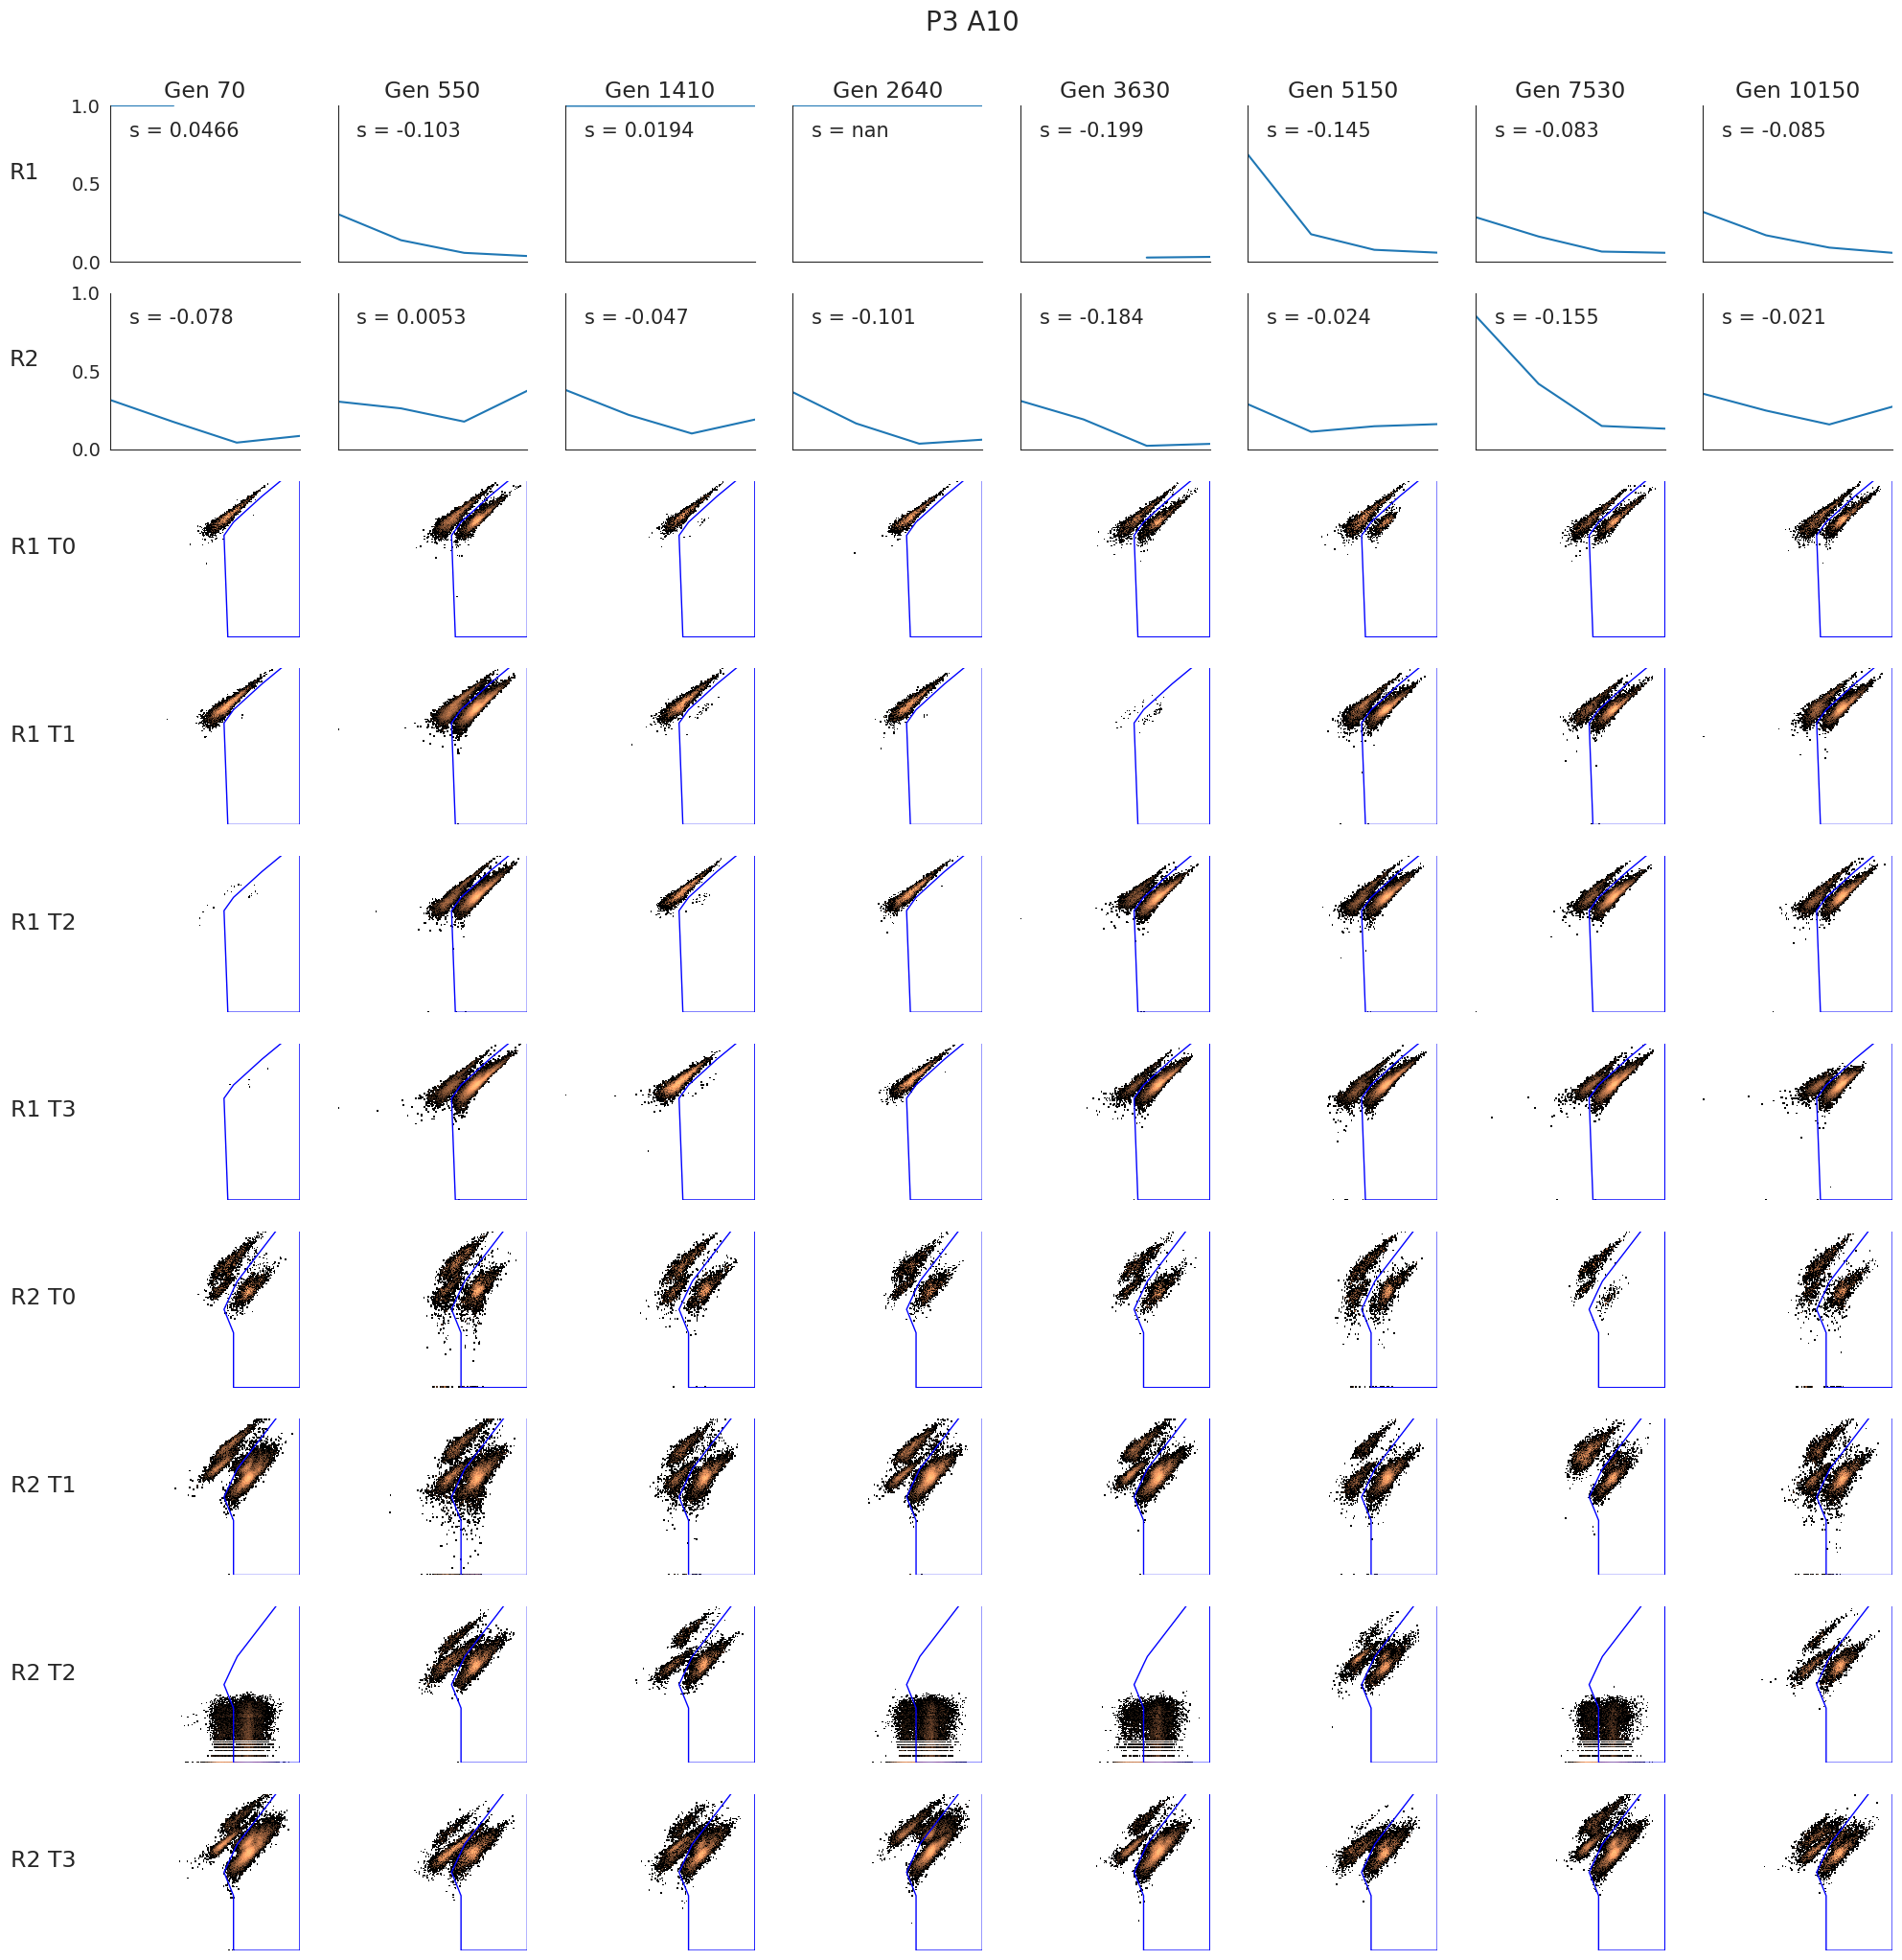 P3 A10
Gen 70 Gen 550 Gen 1410 Gen 2640 Gen 3630 Gen 5150 Gen 7530 Gen 10150
1.0
s = 0.0466 s = -0.103 s = 0.0194 s = nan s = -0.199 s = -0.145 s = -0.083 s = -0.085
R1
0.5
0.0
1.0
s = -0.078 s = 0.0053 s = -0.047 s = -0.101 s = -0.184 s = -0.024 s = -0.155 s = -0.021
R2
0.5
0.0
R1 T0
R1 T1
R1 T2
R1 T3
R2 T0
R2 T1
R2 T2
R2 T3